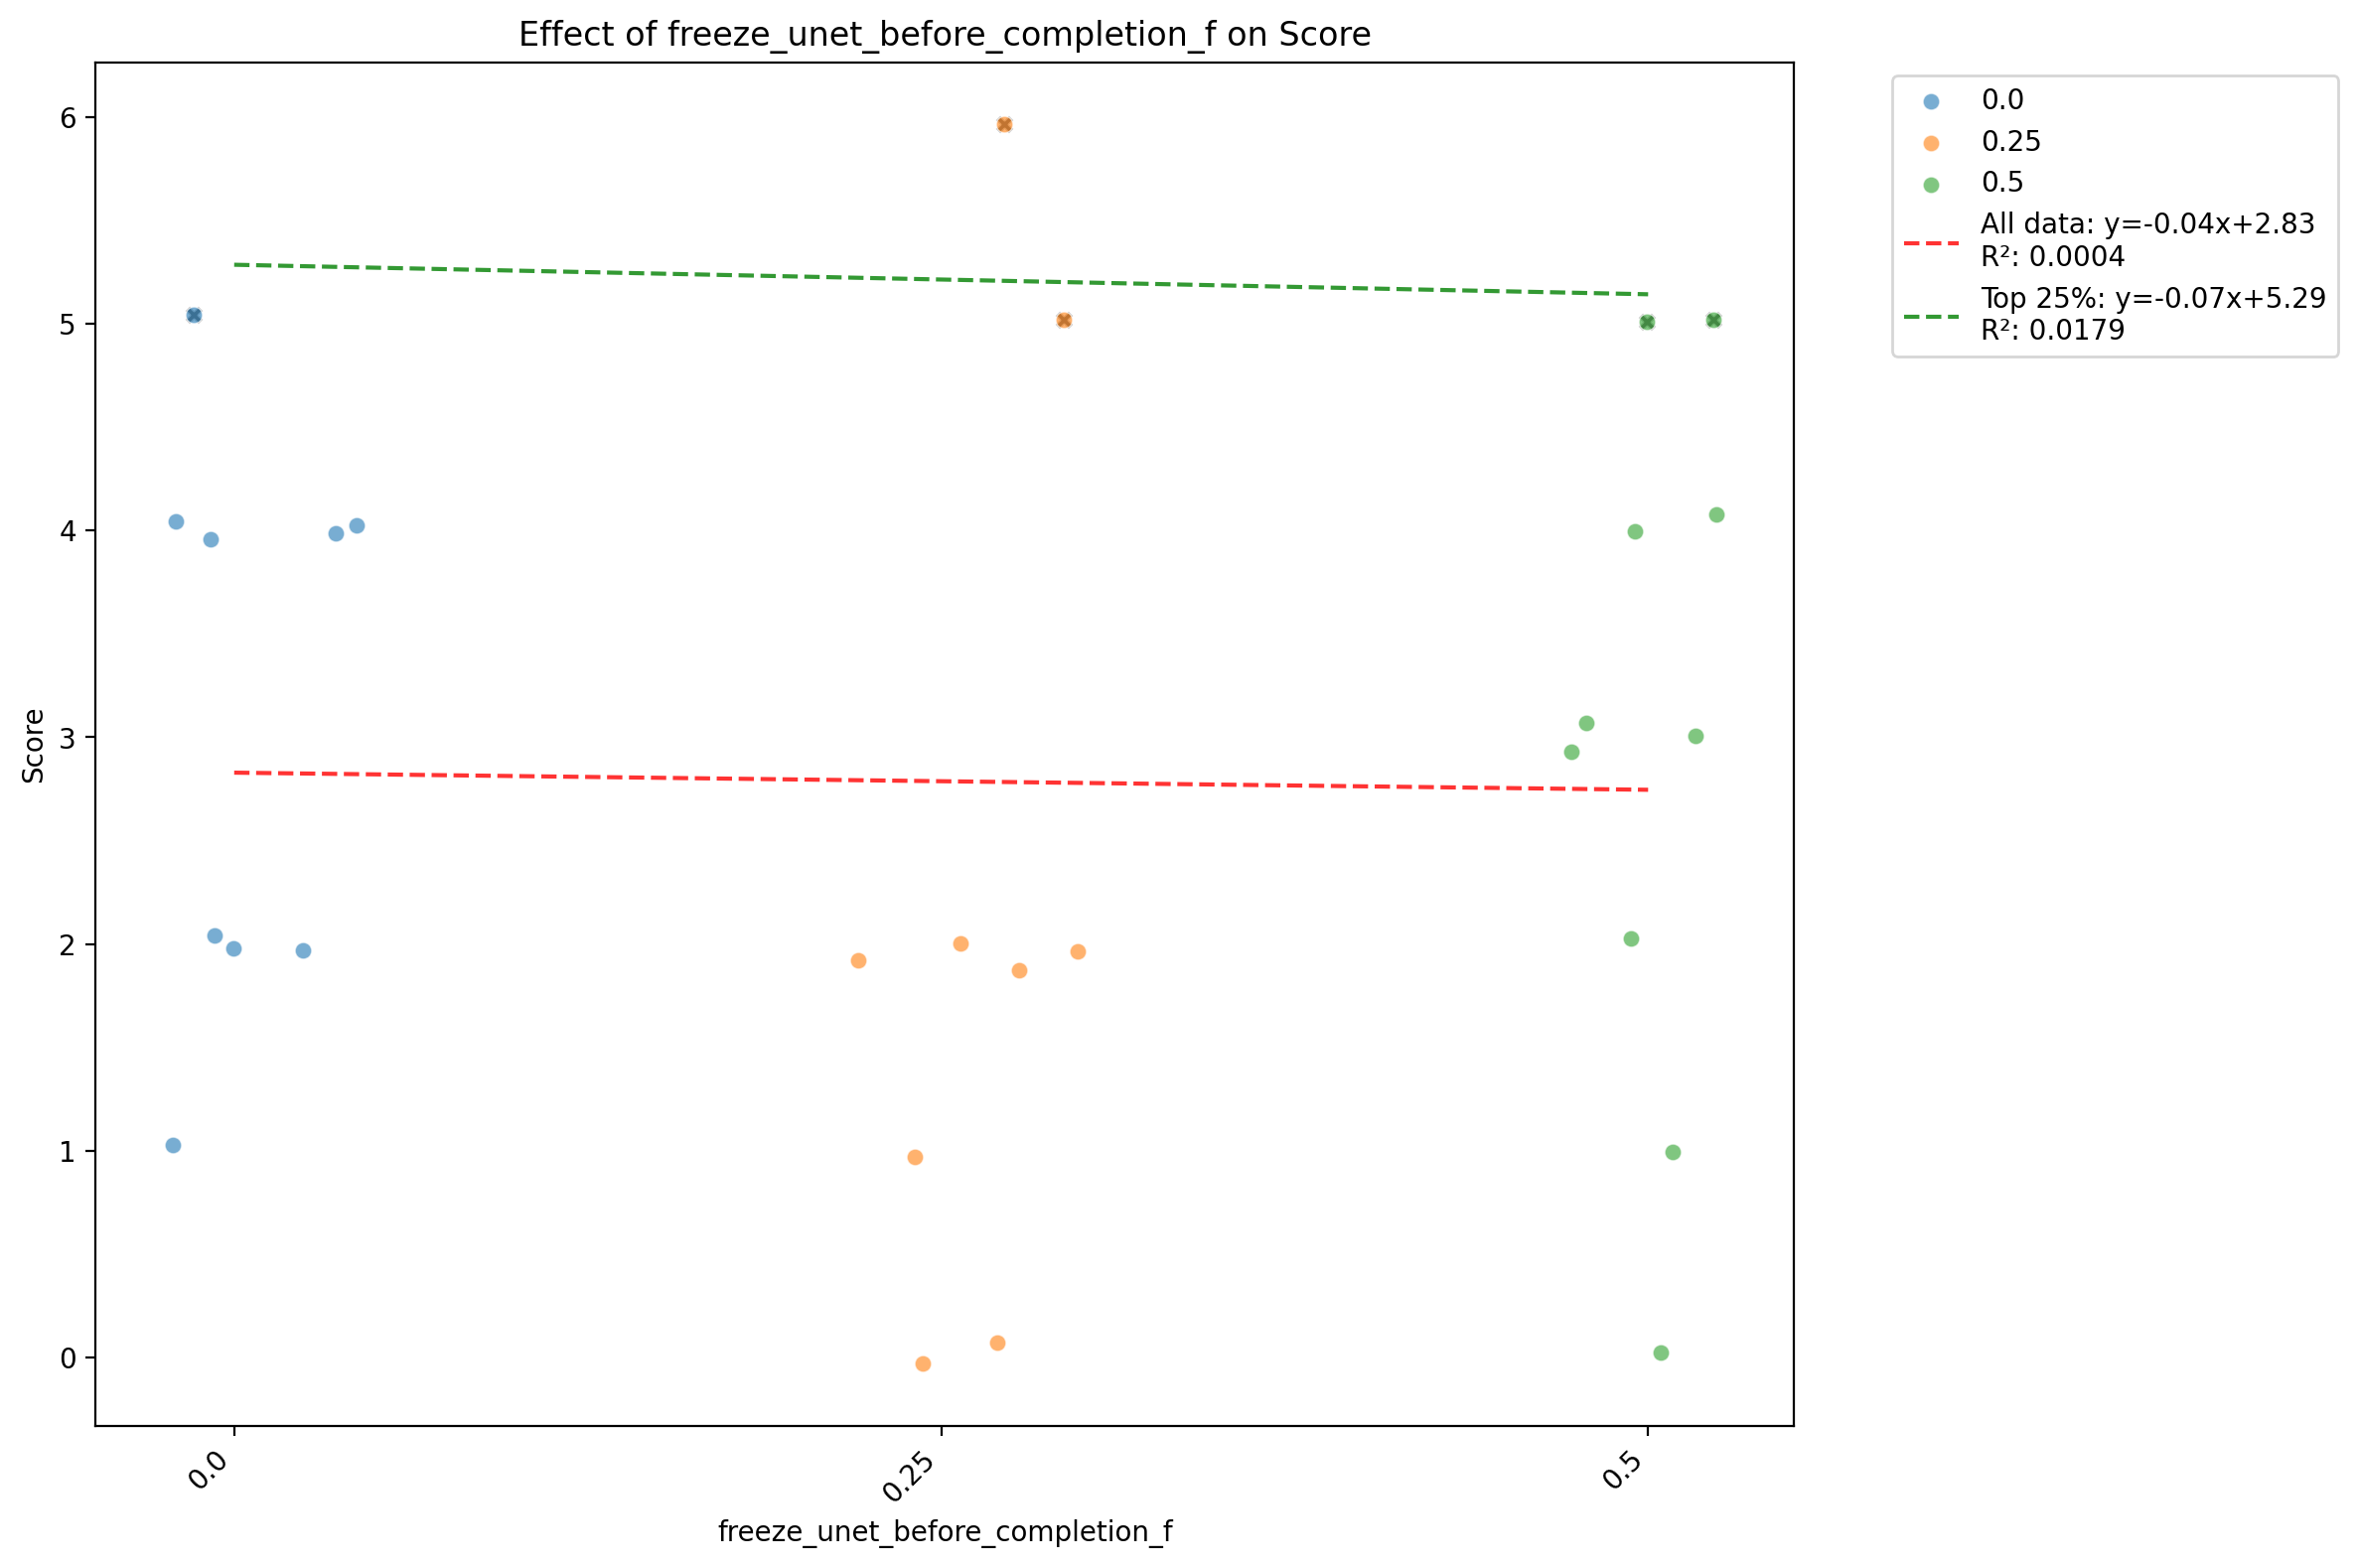 Effect of freeze_unet_before_completion_f on Score
Score
6
5
4
3
2
1
0
0.0
0.25
0.5
freeze_unet_before_completion_f
0.0
0.25
0.5
All data: y=-0.04x+2.83
R²: 0.0004
Top 25%: y=-0.07x+5.29
R²: 0.0179